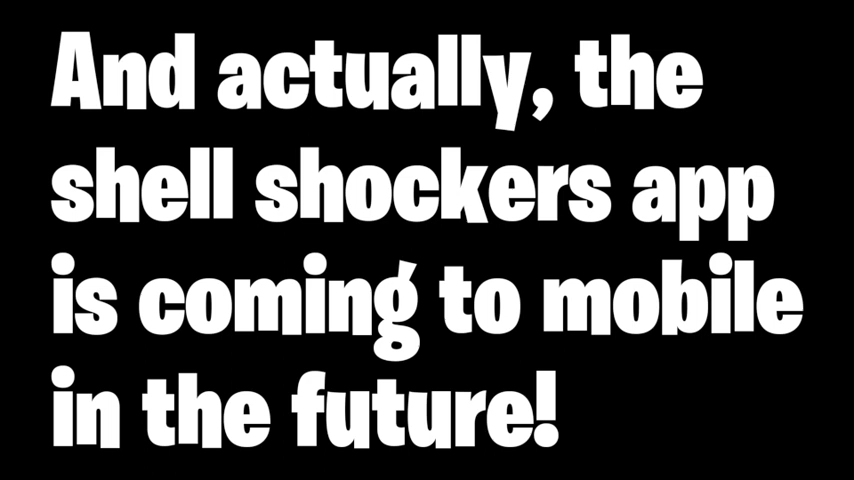 And actually, the
shell shockers app
is coming to mobile
in the future!